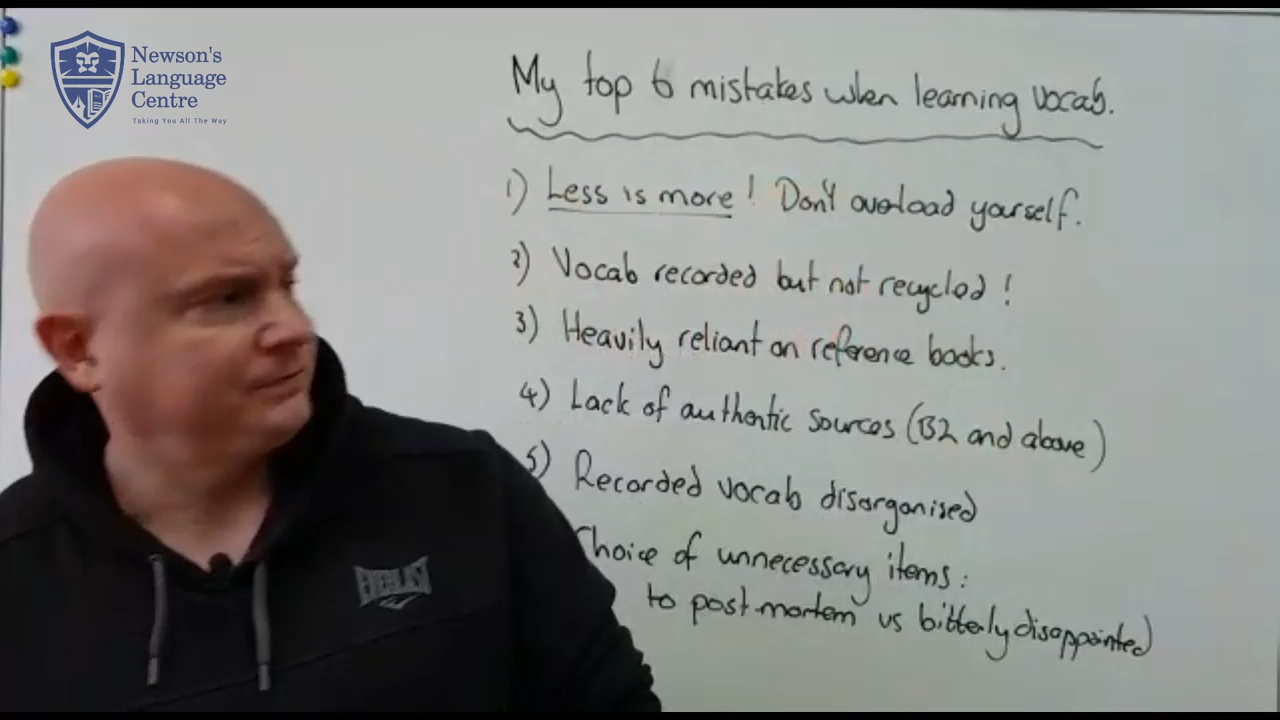 Newson's
Language
Centre
Taking You All The Way
My top 6 mistakes when learning vocab.
1) Less is more! Don't overload yourself.
2) Vocab recorded but not recycled!
3) Heavily reliant on reference books.
4) Lack of authentic sources (B2 and above)
5) Recorded vocab disorganised
Choice of unnecessary items:
to post-mortem vs bitterly disappointed
EVERLAST